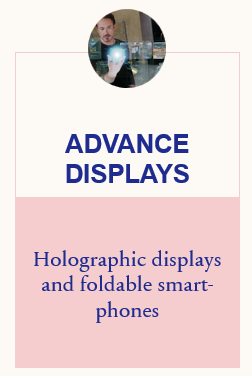 ADVANCE
DISPLAYS
Holographic displays
and foldable smart-
phones